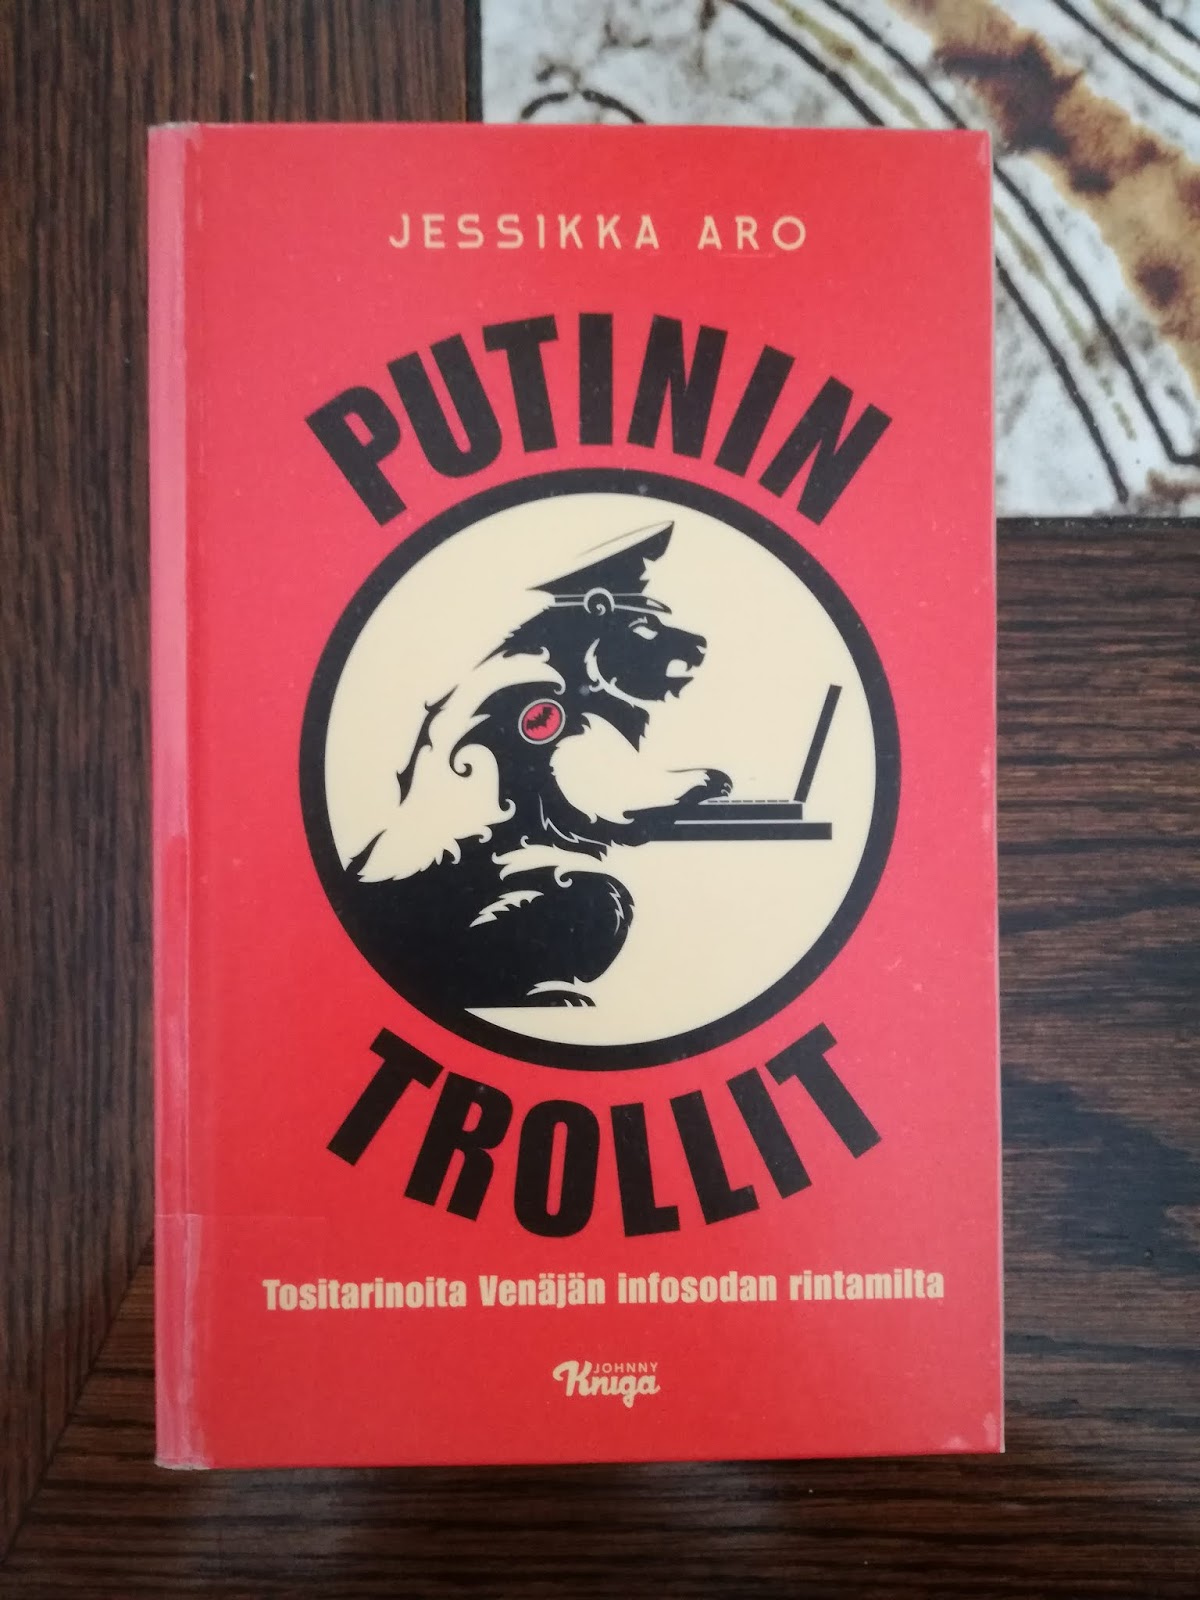 JESSIKKA ARO
PUTININ
TROLLIT
Tositarinoita Venäjän infosodan rintamilta
JOHNNY
Kniga